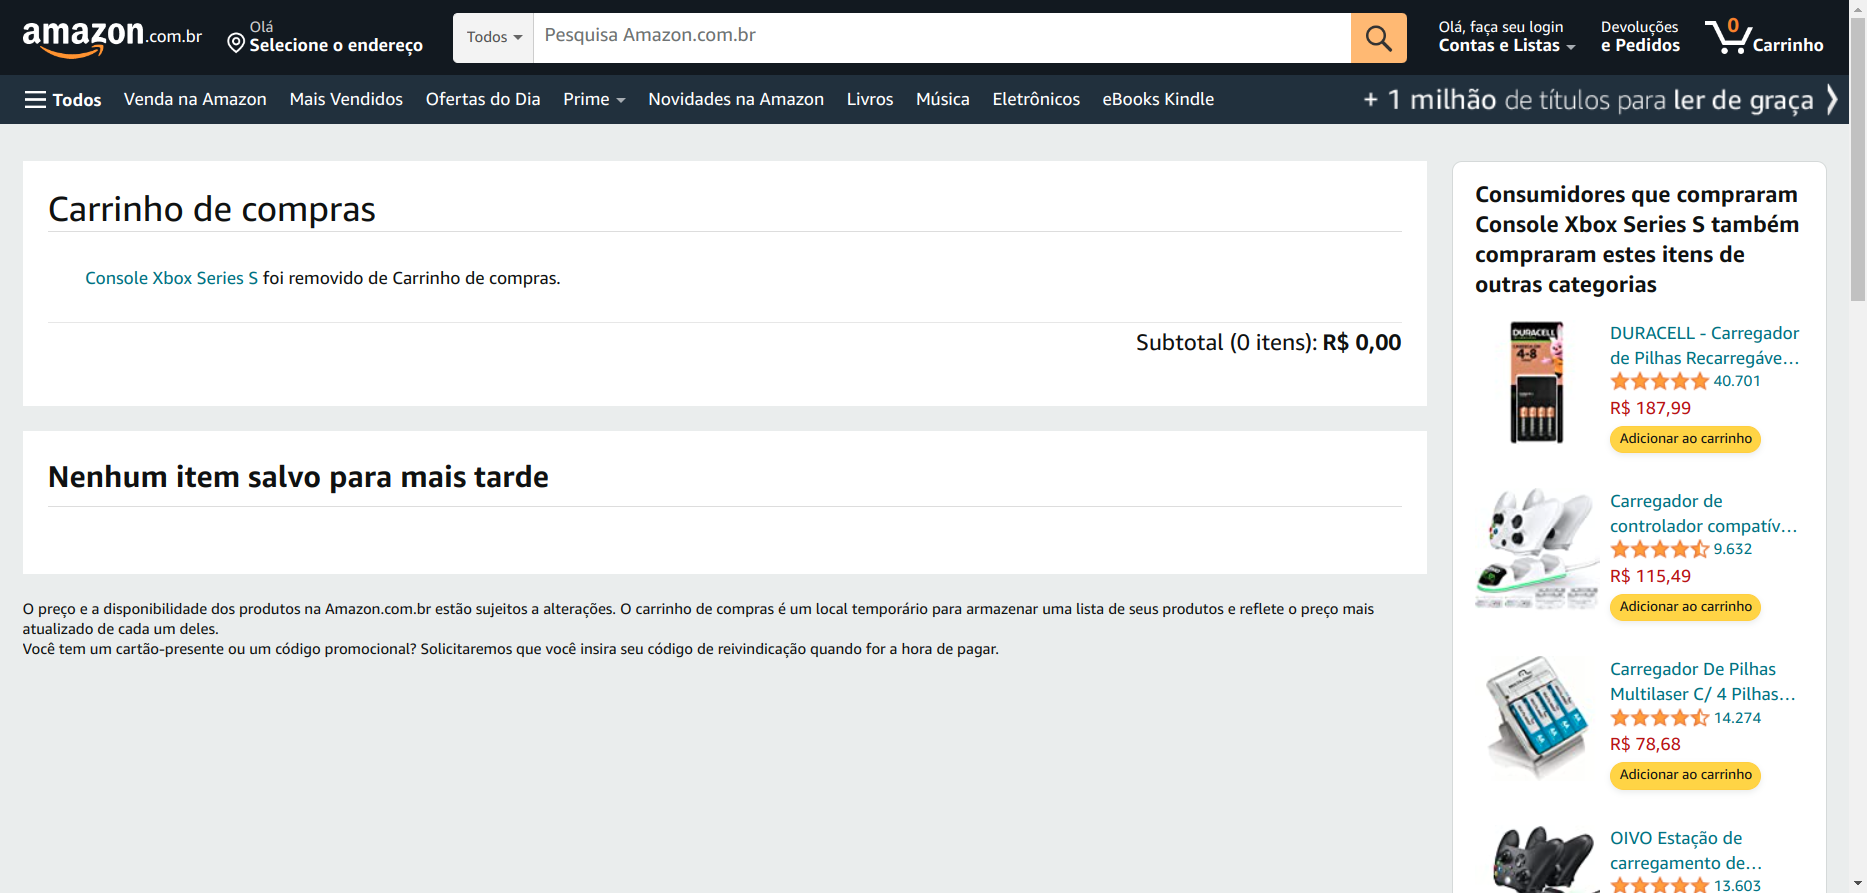 amazon.com.br
Olá
Selecione o endereço
Todos
Pesquisa Amazon.com.br
Olá, faça seu login
Contas e Listas
Devoluções
e Pedidos
0
Carrinho
Todos
Venda na Amazon
Mais Vendidos
Ofertas do Dia
Prime
Novidades na Amazon
Livros
Música
Eletrônicos
eBooks Kindle
+ 1 milhão de títulos para ler de graça
Carrinho de compras
Console Xbox Series S foi removido de Carrinho de compras.
Subtotal (0 itens): R$ 0,00
Nenhum item salvo para mais tarde
O preço e a disponibilidade dos produtos na Amazon.com.br estão sujeitos a alterações. O carrinho de compras é um local temporário para armazenar uma lista de seus produtos e reflete o preço mais
atualizado de cada um deles.
Você tem um cartão-presente ou um código promocional? Solicitaremos que você insira seu código de reivindicação quando for a hora de pagar.
Consumidores que compraram
Console Xbox Series S também
compraram estes itens de
outras categorias
DURACELL
4-8
DURACELL - Carregador
de Pilhas Recarregáve...
40.701
R$ 187,99
Adicionar ao carrinho
Carregador de
controlador compatív...
9.632
R$ 115,49
Adicionar ao carrinho
Carregador De Pilhas
Multilaser C/ 4 Pilhas...
14.274
R$ 78,68
Adicionar ao carrinho
OIVO Estação de
carregamento de...
13.603